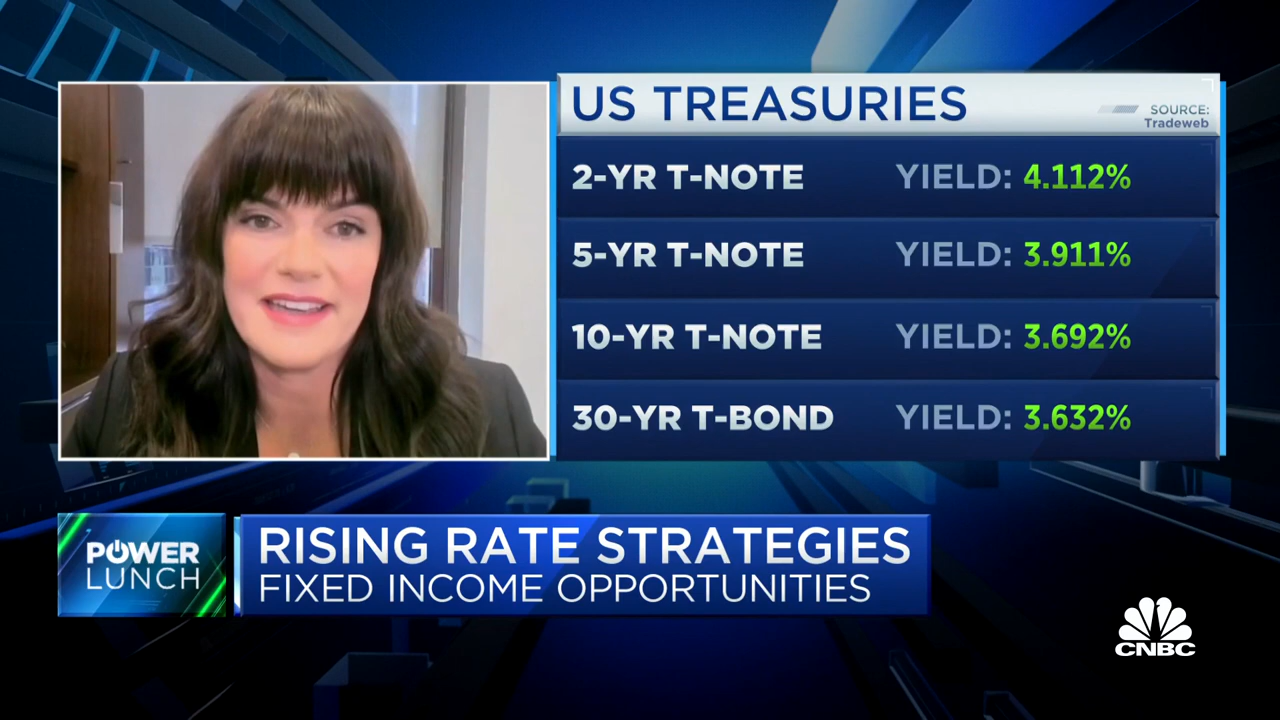 US TREASURIES
SOURCE:
Tradeweb
2-YR T-NOTE YIELD: 4.112%
5-YR T-NOTE YIELD: 3.911%
10-YR T-NOTE YIELD: 3.692%
30-YR T-BOND YIELD: 3.632%
POWER
LUNCH
RISING RATE STRATEGIES
FIXED INCOME OPPORTUNITIES
CNBC